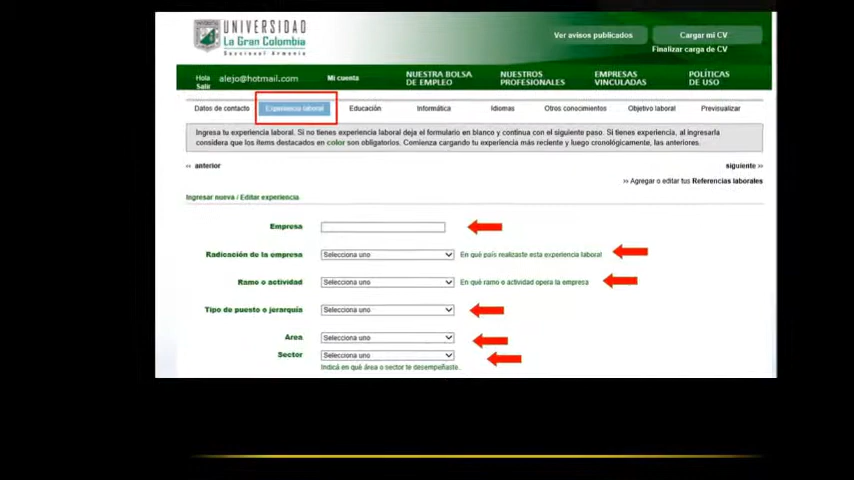 UNIVERSIDAD
La Gran Colombia
Seccional Armenia
Ver avisos publicados
Cargar mi CV
Finalizar carga de CV
Hola alejo@hotmail.com
Salir
Mi cuenta
NUESTRA BOLSA
DE EMPLEO
NUESTROS
PROFESIONALES
EMPRESAS
VINCULADAS
POLÍTICAS
DE USO
Datos de contacto Experiencia laboral Educación Informática Idiomas Otros conocimientos Objetivo laboral Previsualizar
Ingresa tu experiencia laboral. Si no tienes experiencia laboral deja el formulario en blanco y continua con el siguiente paso. Si tienes experiencia, al ingresarla
considera que los ítems destacados en color son obligatorios. Comienza cargando tu experiencia más reciente y luego cronológicamente, las anteriores.
‹‹ anterior siguiente ››
›› Agregar o editar tus Referencias laborales
Ingresar nueva / Editar experiencia
Empresa
Radicación de la empresa Selecciona uno En qué país realizaste esta experiencia laboral
Ramo o actividad Selecciona uno En qué ramo o actividad opera la empresa
Tipo de puesto o jerarquía Selecciona uno
Area Selecciona uno
Sector Selecciona uno
Indicá en qué área o sector te desempeñaste.